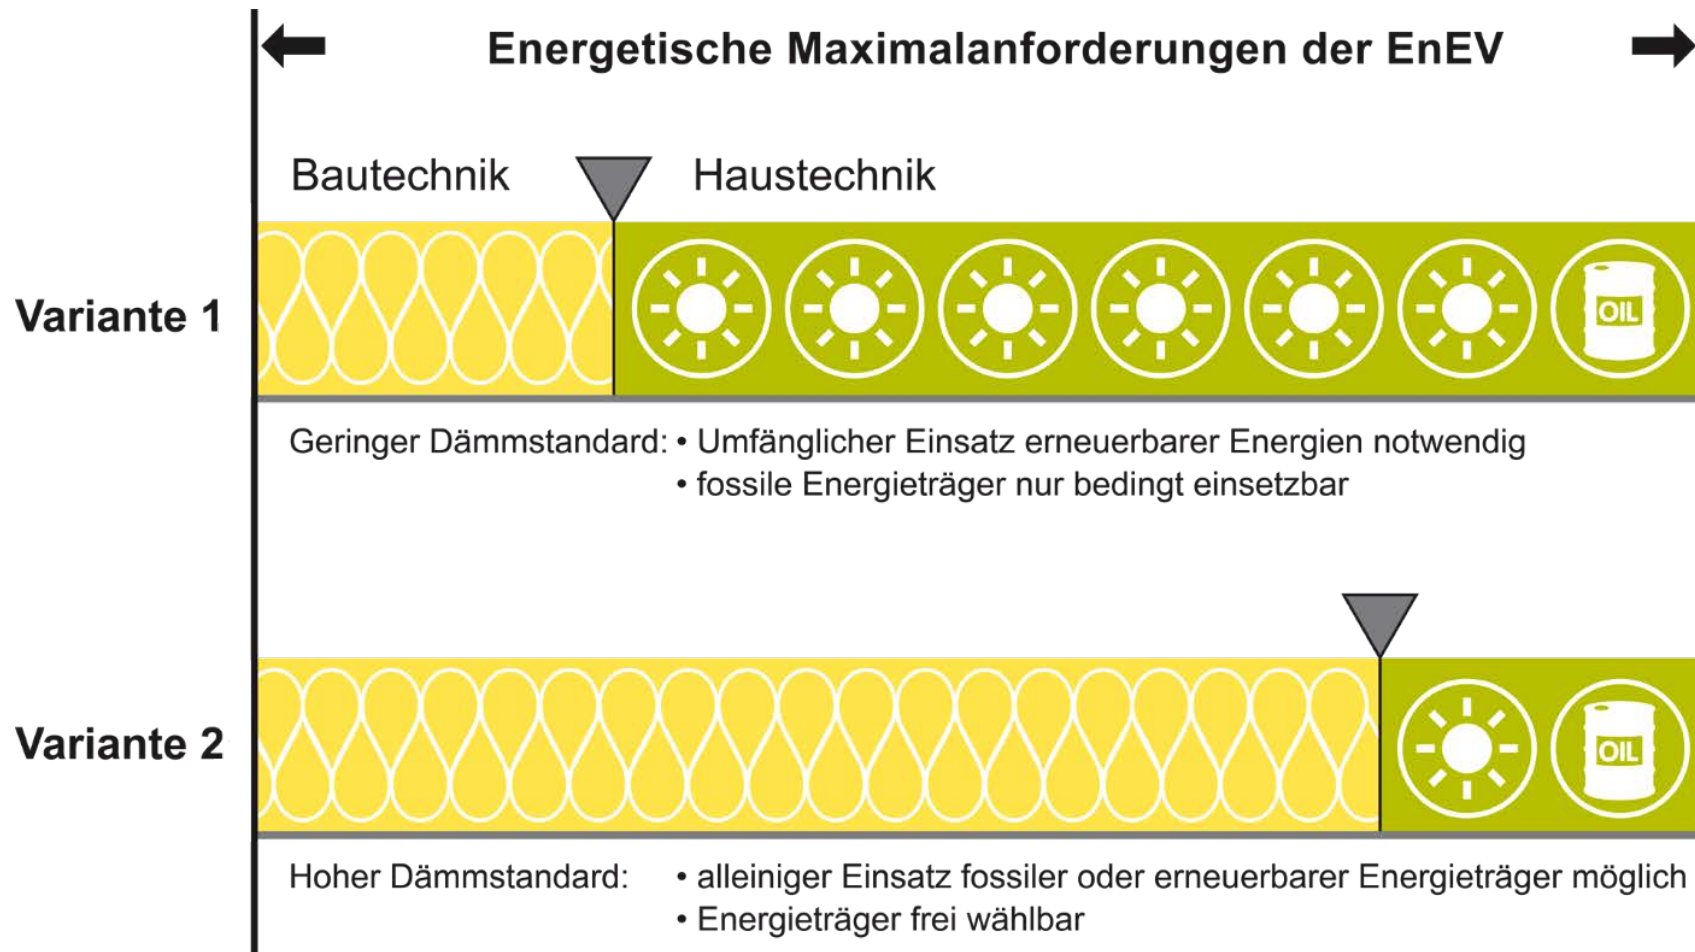 Energetische Maximalanforderungen der EnEV
Bautechnik
Haustechnik
Variante 1
OIL
Geringer Dämmstandard: • Umfänglicher Einsatz erneuerbarer Energien notwendig
• fossile Energieträger nur bedingt einsetzbar
Variante 2
OIL
Hoher Dämmstandard: • alleiniger Einsatz fossiler oder erneuerbarer Energieträger möglich
• Energieträger frei wählbar